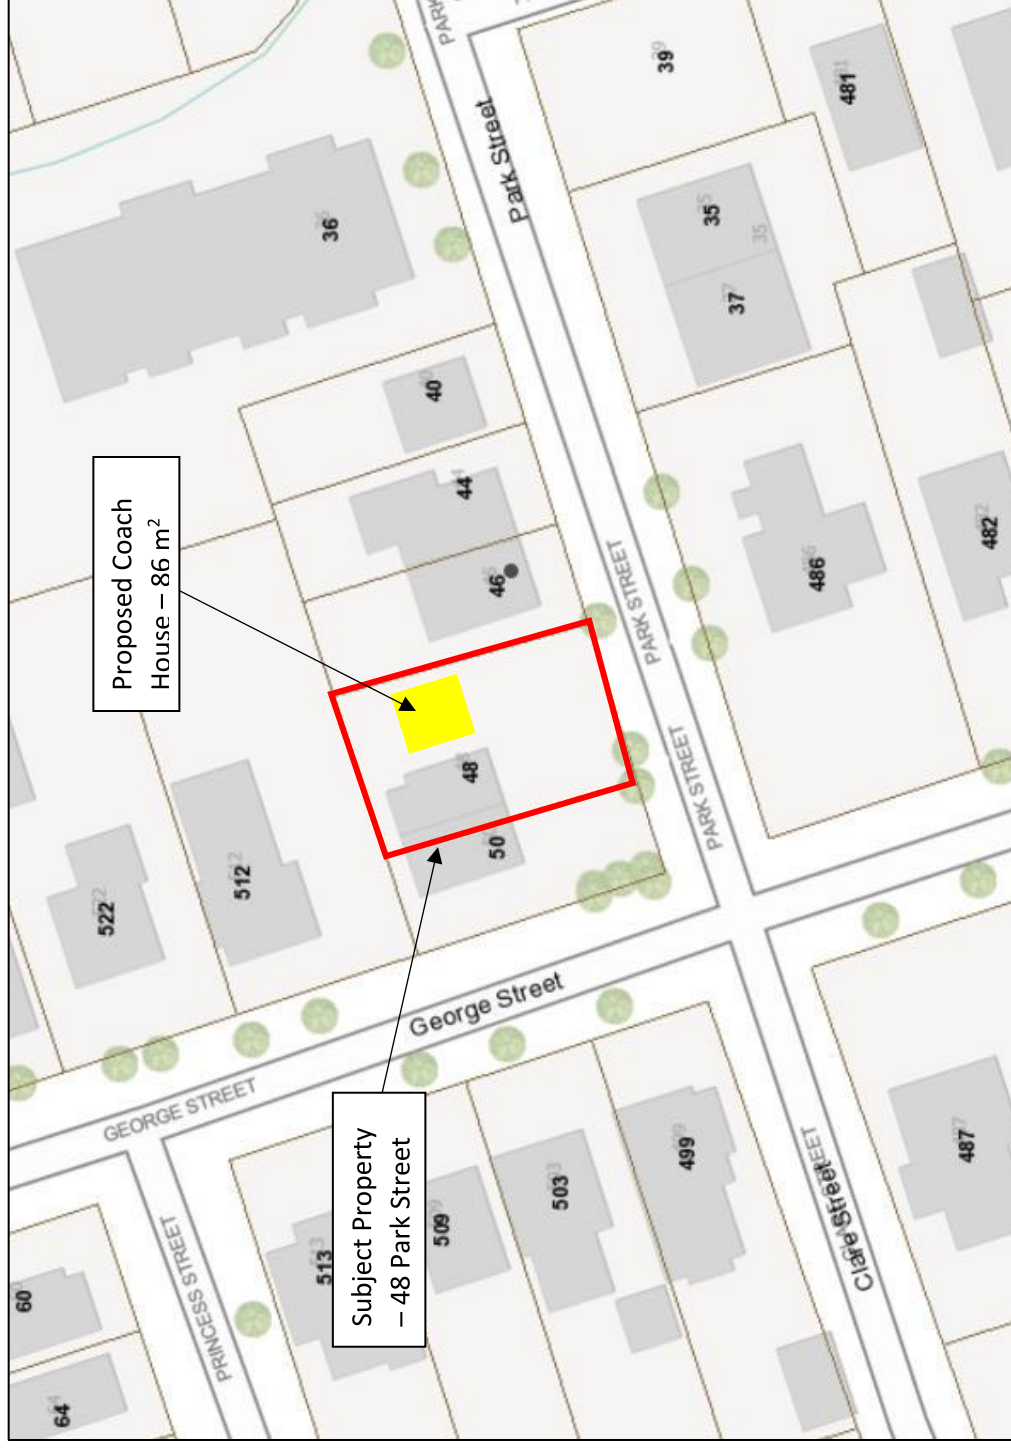 Proposed Coach
House – 86 m²
Subject Property
– 48 Park Street
PARK
Park Street
PARK STREET
PARK STREET
George Street
GEORGE STREET
PRINCESS STREET
Clare Street
39
481
35
35
37
36
40
44
46
48
50
486
482
512
522
513
509
503
499
487
60
64